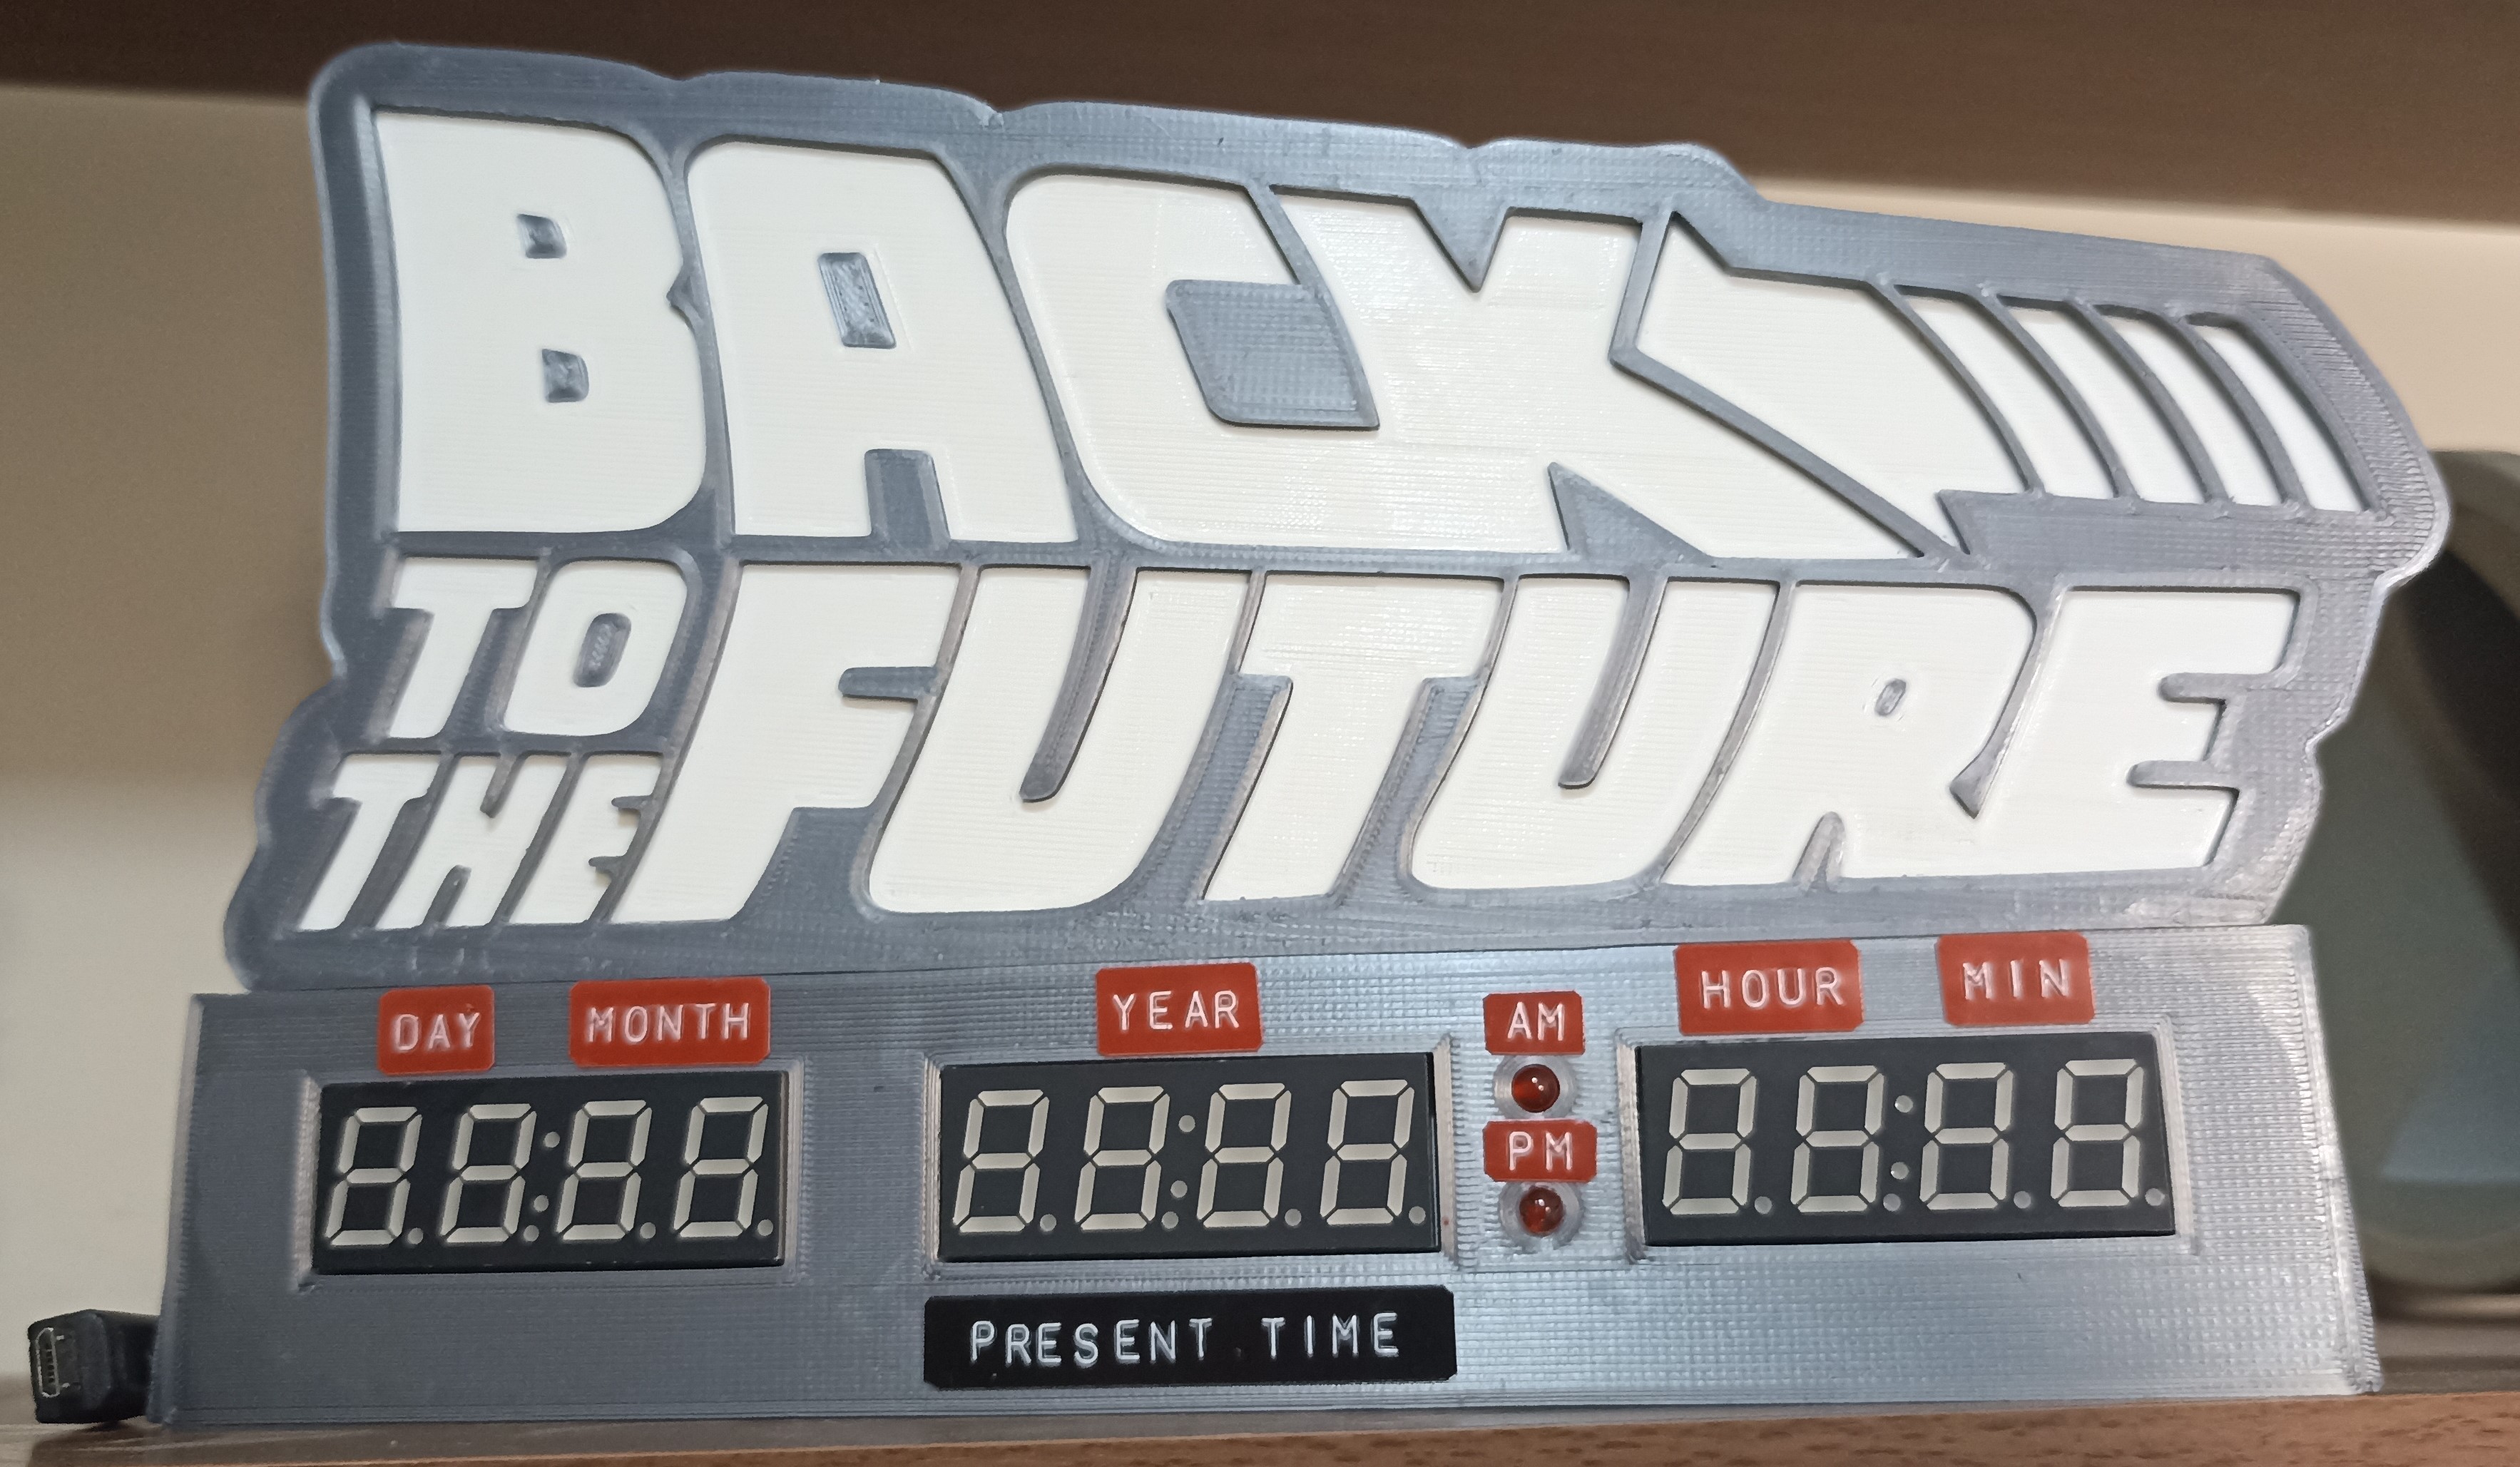 BACK
TO
THE
FUTURE
DAY MONTH YEAR AM HOUR MIN
PM
PRESENT TIME